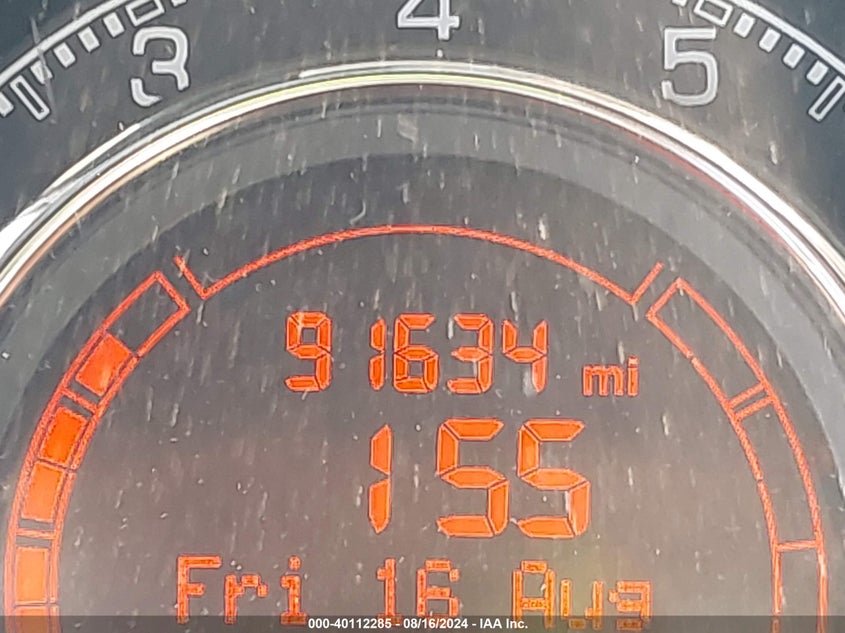 3 4 5
91634 mi
155
Fri 16 Aug
000-40112285 - 08/16/2024 - IAA Inc.